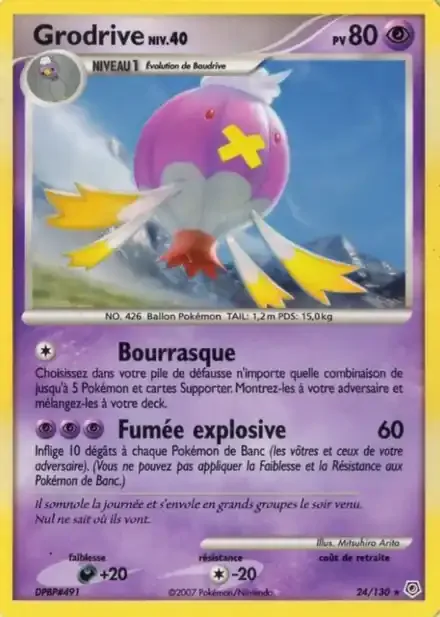 Grodrive NIV.40
PV 80
NIVEAU 1 Évolution de Baudrive
NO. 426 Ballon Pokémon TAIL: 1,2 m PDS: 15,0 kg
Bourrasque
Choisissez dans votre pile de défausse n'importe quelle combinaison de
jusqu'à 5 Pokémon et cartes Supporter. Montrez-les à votre adversaire et
mélangez-les à votre deck.
Fumée explosive 60
Inflige 10 dégâts à chaque Pokémon de Banc (les vôtres et ceux de votre
adversaire). (Vous ne pouvez pas appliquer la Faiblesse et la Résistance aux
Pokémon de Banc.)
Il somnole la journée et s'envole en grands groupes le soir venu.
Nul ne sait où ils vont.
Illus. Mitsuhiro Arita
faiblesse résistance coût de retraite
+20 -20
DPBP#491 ©2007 Pokémon/Nintendo 24/130 ★